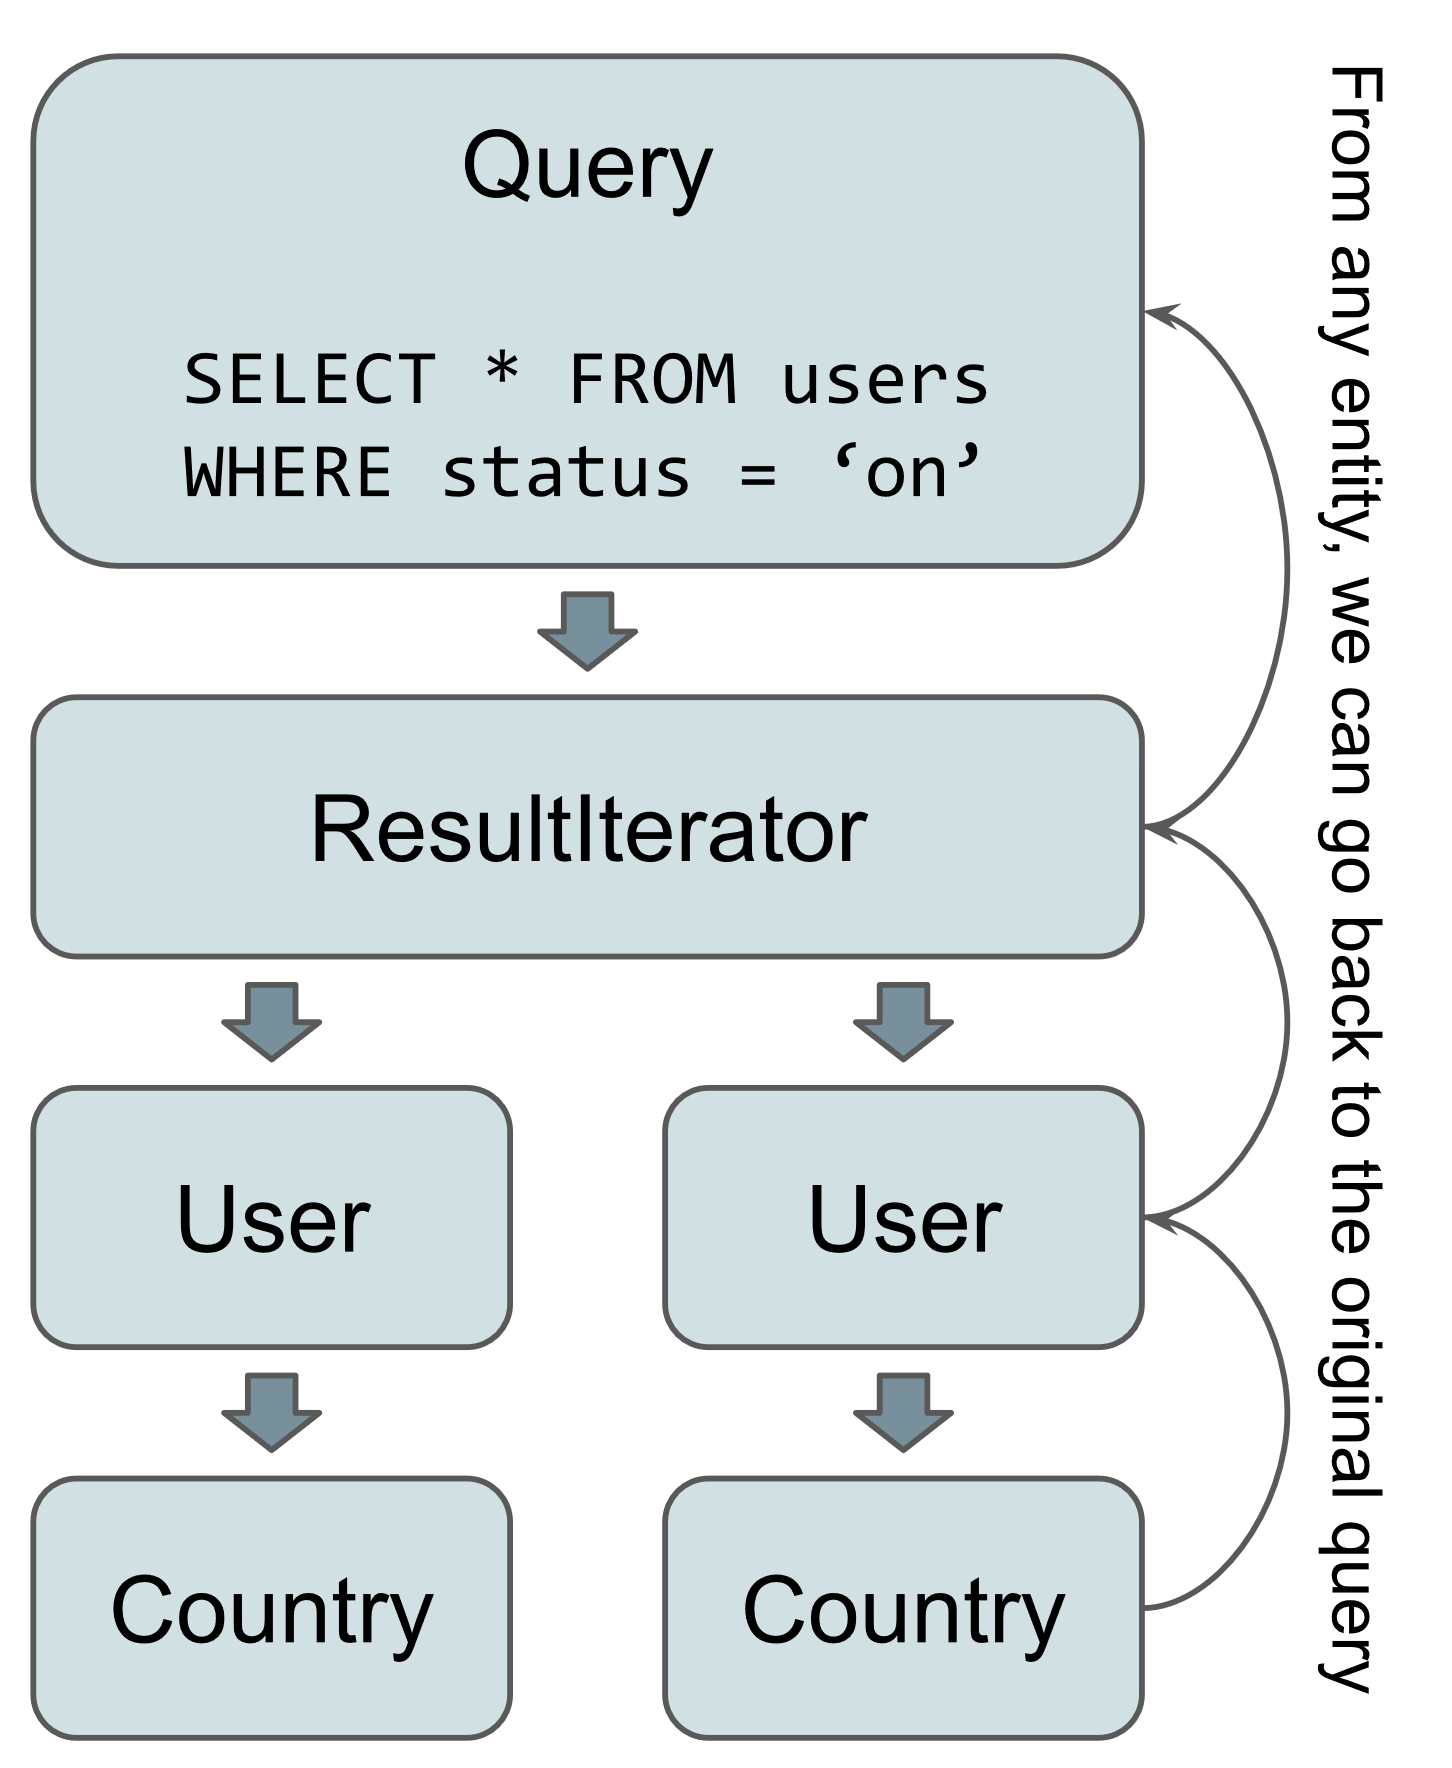 Query
SELECT * FROM users
WHERE status = ‘on’
ResultIterator
User
User
Country
Country
From any entity, we can go back to the original query